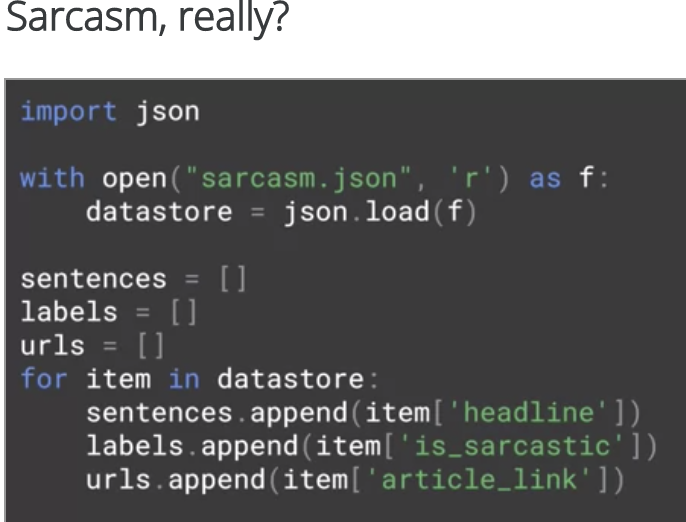 Sarcasm, really?
import json
with open("sarcasm.json", 'r') as f:
    datastore = json.load(f)
sentences = []
labels = []
urls = []
for item in datastore:
    sentences.append(item['headline'])
    labels.append(item['is_sarcastic'])
    urls.append(item['article_link'])